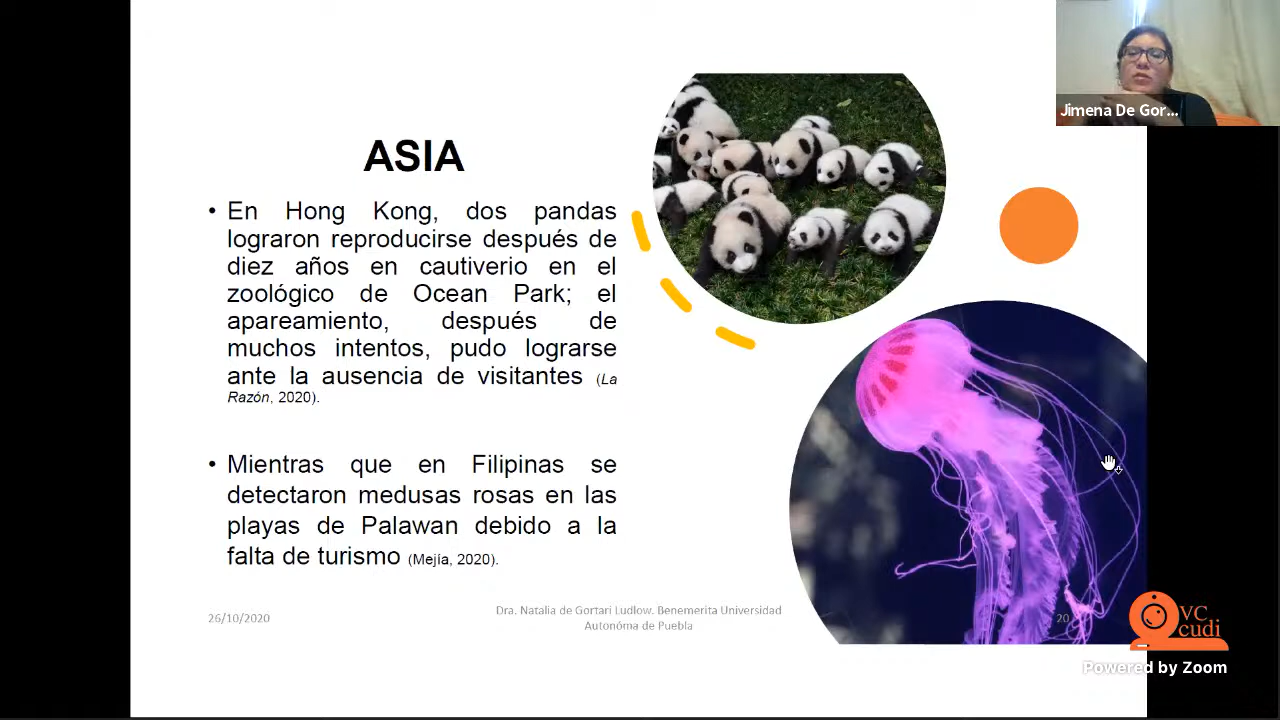 Jimena De Gor...
ASIA
• En Hong Kong, dos pandas
lograron reproducirse después de
diez años en cautiverio en el
zoológico de Ocean Park; el
apareamiento, después de
muchos intentos, pudo lograrse
ante la ausencia de visitantes (La
Razón, 2020).
• Mientras que en Filipinas se
detectaron medusas rosas en las
playas de Palawan debido a la
falta de turismo (Mejía, 2020).
26/10/2020
Dra. Natalia de Gortari Ludlow. Benemerita Universidad
Autonóma de Puebla
20
VC
cudi
Powered by Zoom